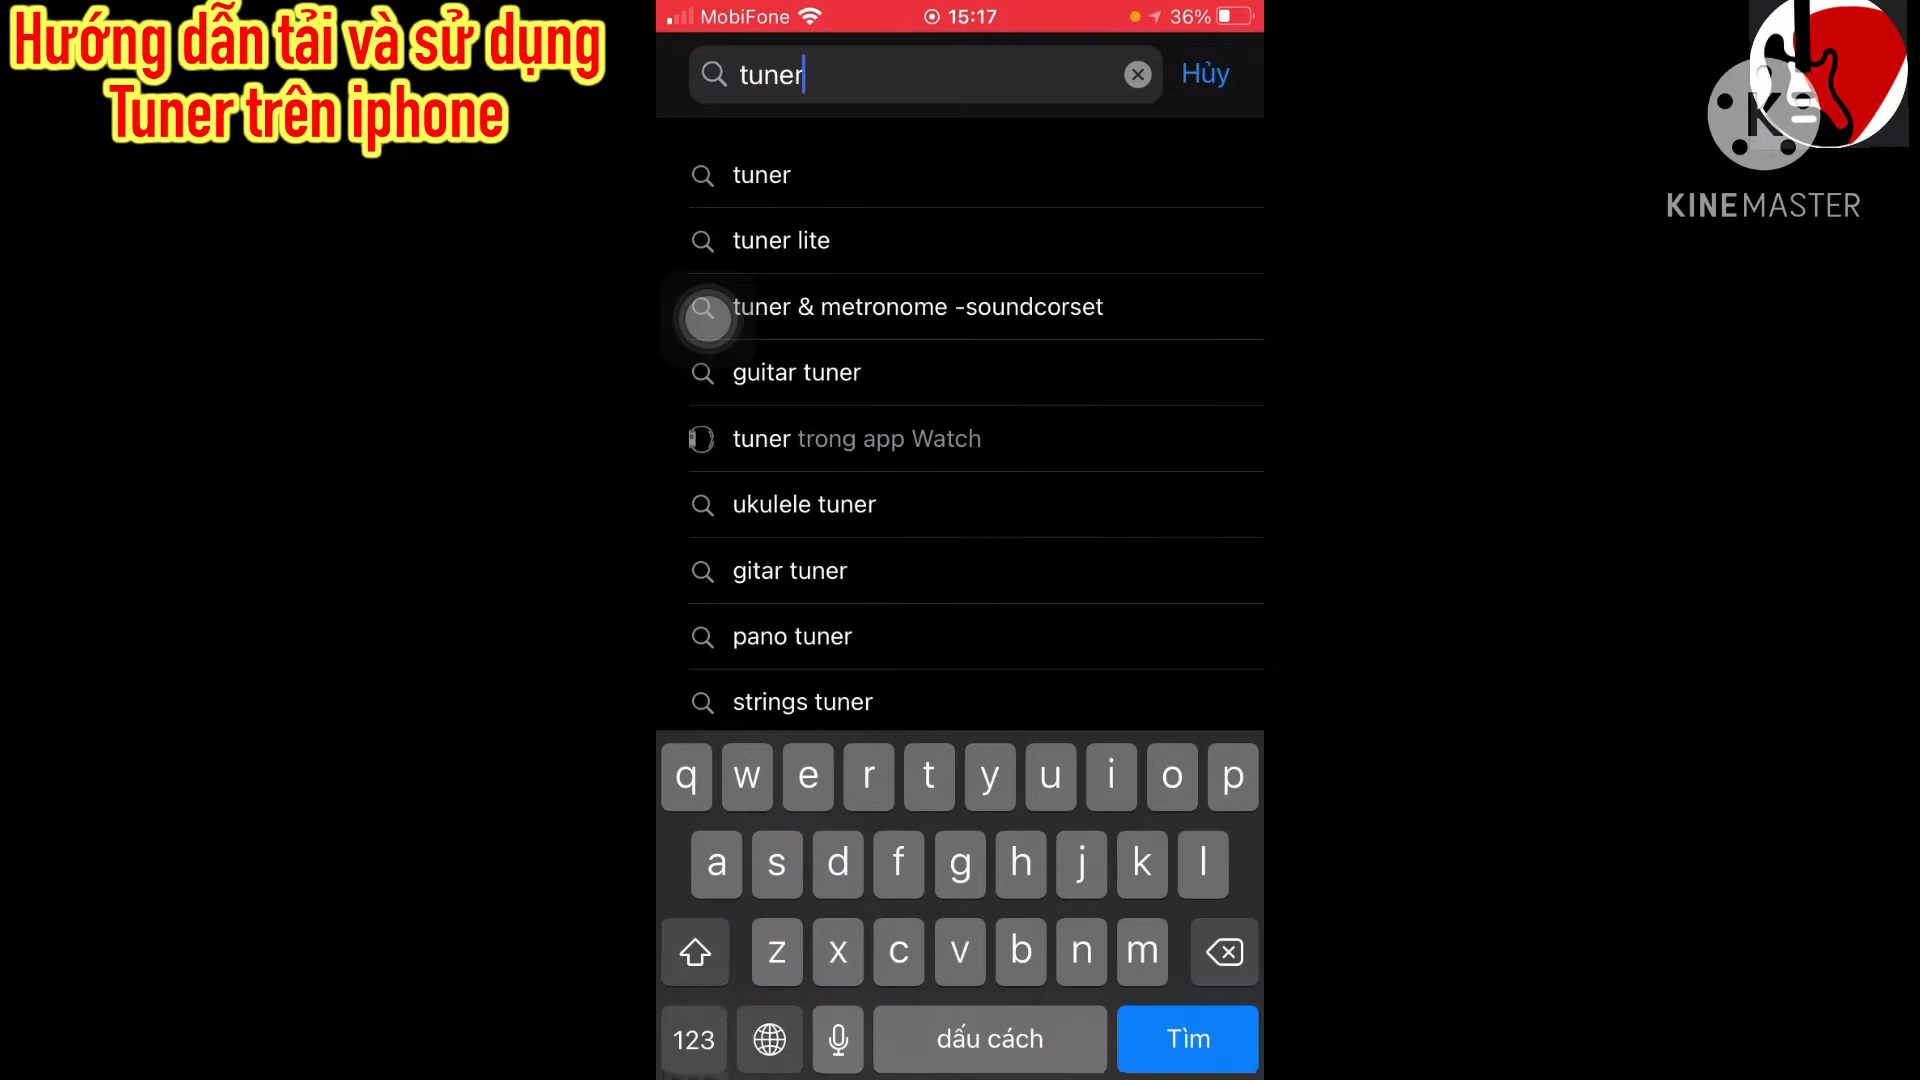 Hướng dẫn tải và sử dụng
Tuner trên iphone
MobiFone
15:17
36%
tuner
Hủy
K
KINEMASTER
tuner
tuner lite
tuner & metronome -soundcorset
guitar tuner
tuner trong app Watch
ukulele tuner
gitar tuner
pano tuner
strings tuner
q w e r t y u i o p
a s d f g h j k l
z x c v b n m
123
dấu cách
Tìm